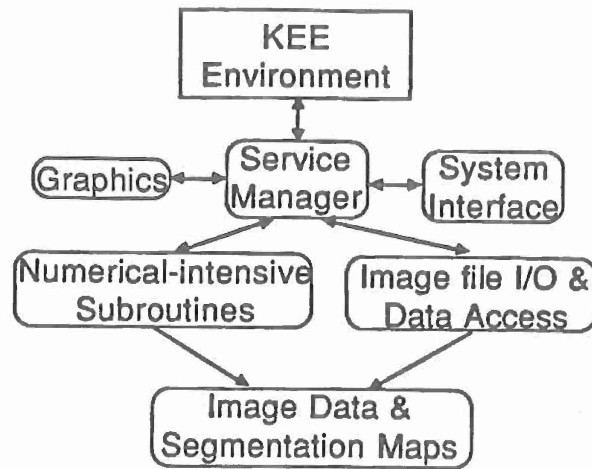 KEE
Environment
Graphics
Service
Manager
System
Interface
Numerical-intensive
Subroutines
Image file I/O &
Data Access
Image Data &
Segmentation Maps